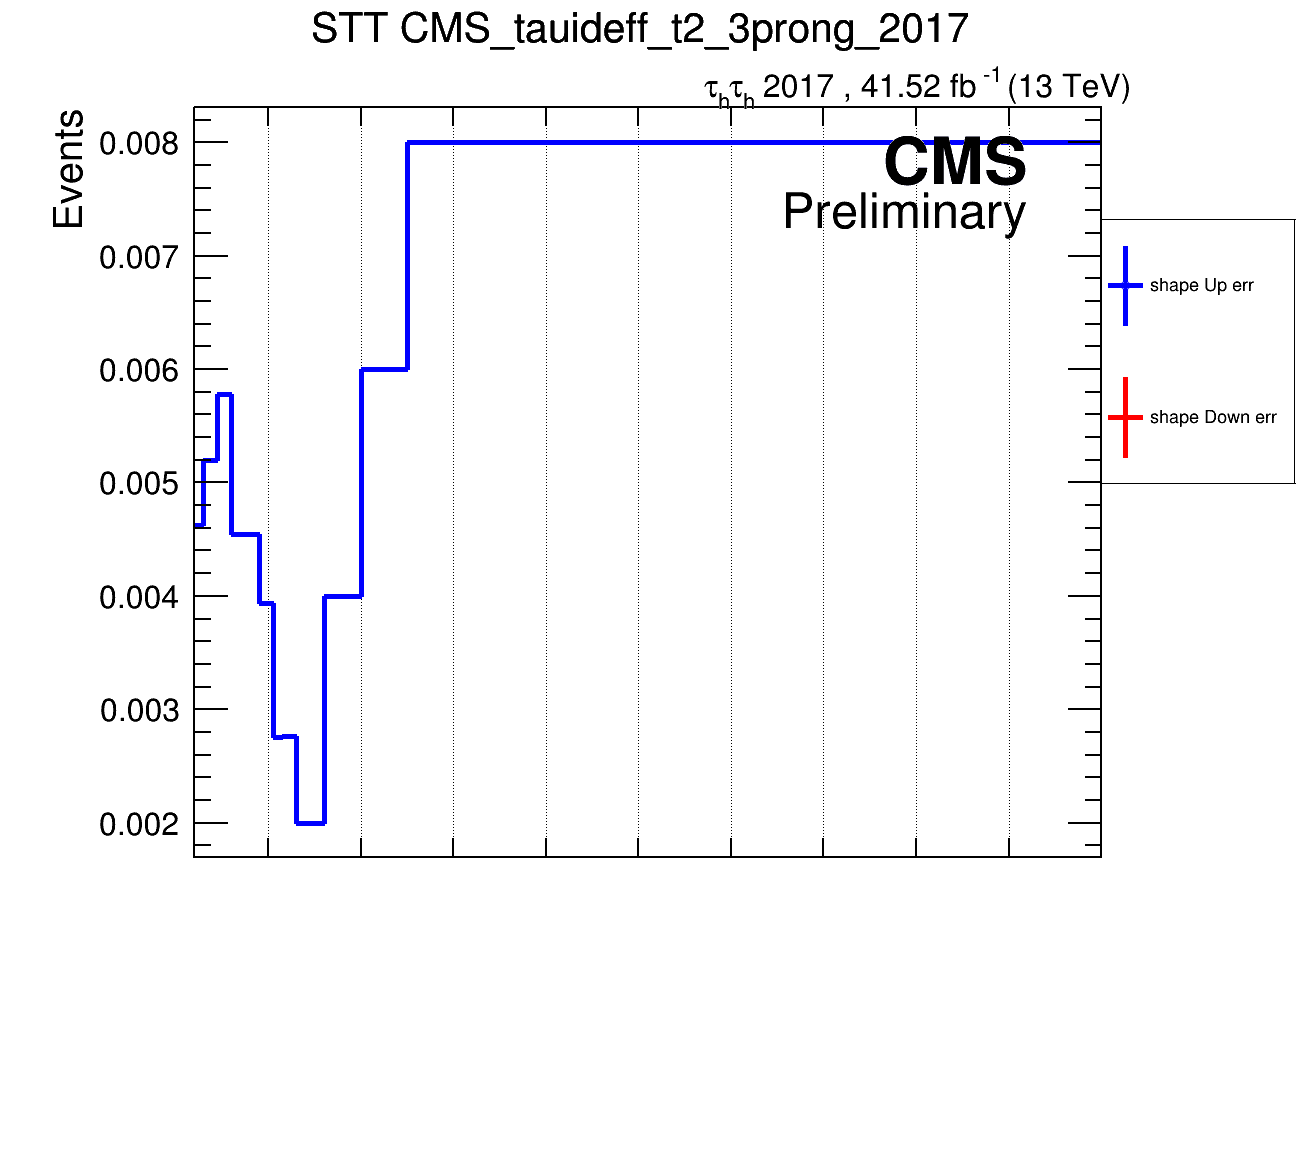 STT CMS_tauideff_t2_3prong_2017
τhτh 2017 , 41.52 fb-1 (13 TeV)
Events
CMS
Preliminary
0.008
0.007
0.006
0.005
0.004
0.003
0.002
shape Up err
shape Down err